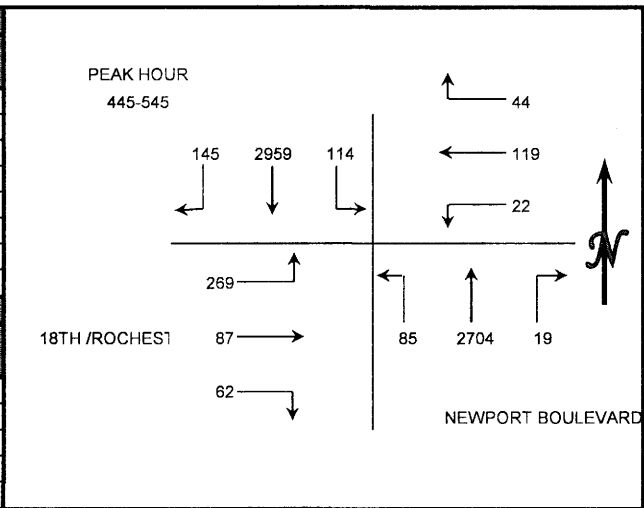 PEAK HOUR
445-545
44
145 2959 114
119
22
N
269
18TH /ROCHEST
87
85 2704 19
62
NEWPORT BOULEVARD